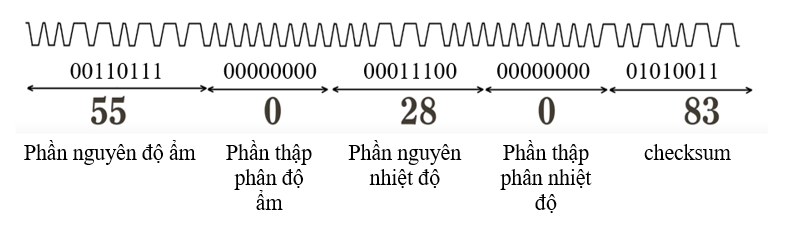 00110111 00000000 00011100 00000000 01010011
55 0 28 0 83
Phần nguyên độ ẩm
Phần thập
phân độ
ẩm
Phần nguyên
nhiệt độ
Phần thập
phân nhiệt
độ
checksum